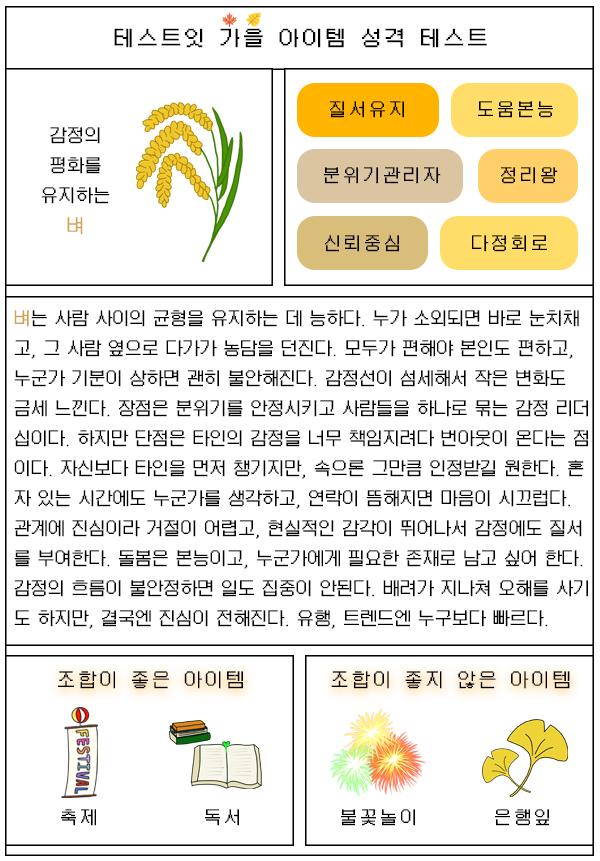 테스트잇 가을 아이템 성격 테스트
감정의
평화를
유지하는
벼
질서유지
도움본능
분위기관리자
정리왕
신뢰중심
다정회로
벼는 사람 사이의 균형을 유지하는 데 능하다. 누가 소외되면 바로 눈치채
고, 그 사람 옆으로 다가가 농담을 던진다. 모두가 편해야 본인도 편하고,
누군가 기분이 상하면 괜히 불안해진다. 감정선이 섬세해서 작은 변화도
금세 느낀다. 장점은 분위기를 안정시키고 사람들을 하나로 묶는 감정 리더
십이다. 하지만 단점은 타인의 감정을 너무 책임지려다 번아웃이 온다는 점
이다. 자신보다 타인을 먼저 챙기지만, 속으론 그만큼 인정받길 원한다. 혼
자 있는 시간에도 누군가를 생각하고, 연락이 뜸해지면 마음이 시끄럽다.
관계에 진심이라 거절이 어렵고, 현실적인 감각이 뛰어나서 감정에도 질서
를 부여한다. 돌봄은 본능이고, 누군가에게 필요한 존재로 남고 싶어 한다.
감정의 흐름이 불안정하면 일도 집중이 안된다. 배려가 지나쳐 오해를 사기
도 하지만, 결국엔 진심이 전해진다. 유행, 트렌드엔 누구보다 빠르다.
조합이 좋은 아이템
조합이 좋지 않은 아이템
FESTIVAL
축제
독서
불꽃놀이
은행잎